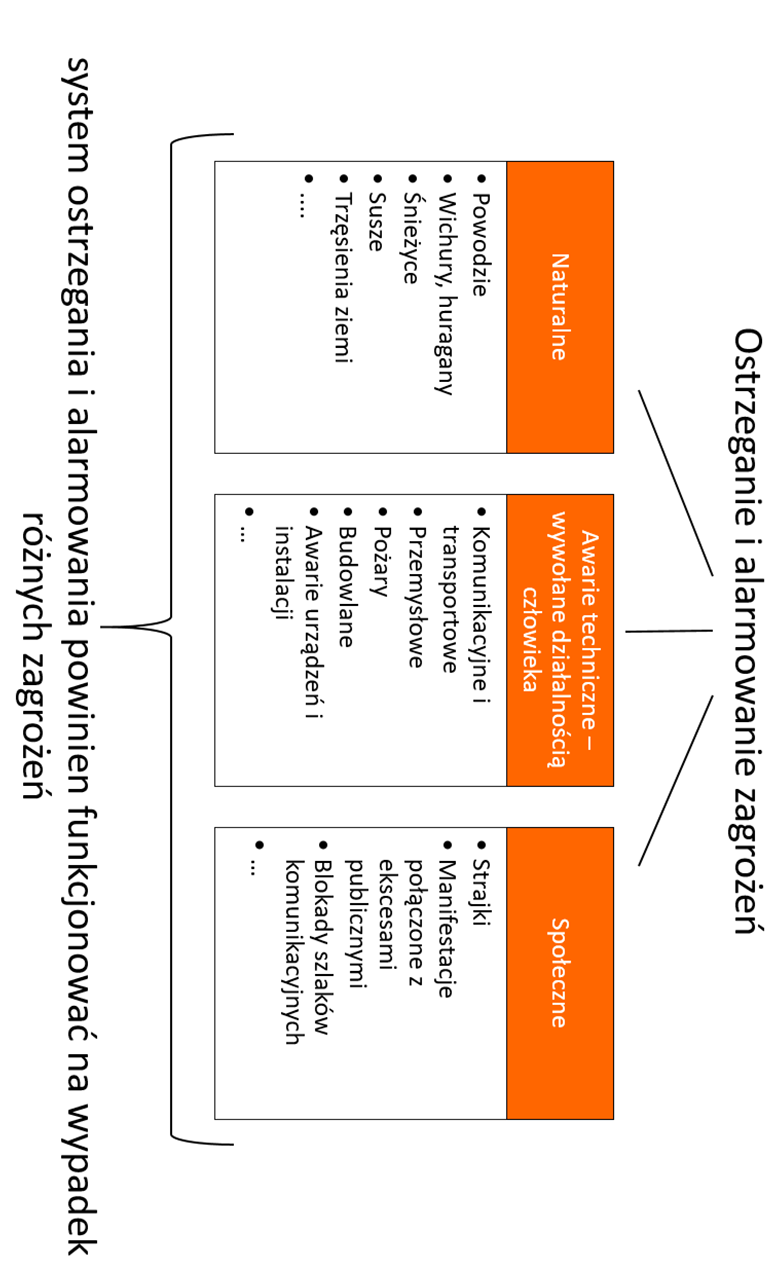 Ostrzeganie i alarmowanie zagrożeń
Naturalne
• Powodzie
• Wichury, huragany
• Śnieżyce
• Susze
• Trzęsienia ziemi
• ....
Awarie techniczne –
wywołane działalnością
człowieka
• Komunikacyjne i
transportowe
• Przemysłowe
• Pożary
• Budowlane
• Awarie urządzeń i
instalacji
• ...
Społeczne
• Strajki
• Manifestacje
połączone z
ekscesami
publicznymi
• Blokady szlaków
komunikacyjnych
• ...
system ostrzegania i alarmowania powinien funkcjonować na wypadek
różnych zagrożeń